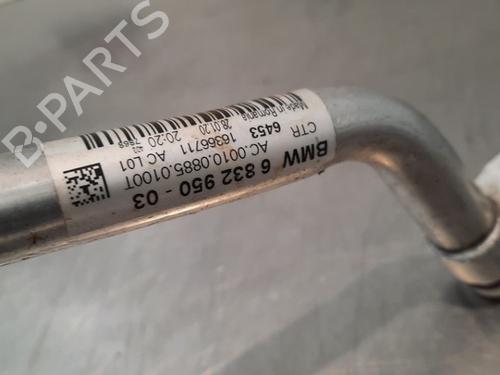 BMW 6 832 950 - 03
AC.0010.0885.0100T
CTR 16366711 AC L01
6453
Made in Romania 28.01.20 20:20
B-PARTS